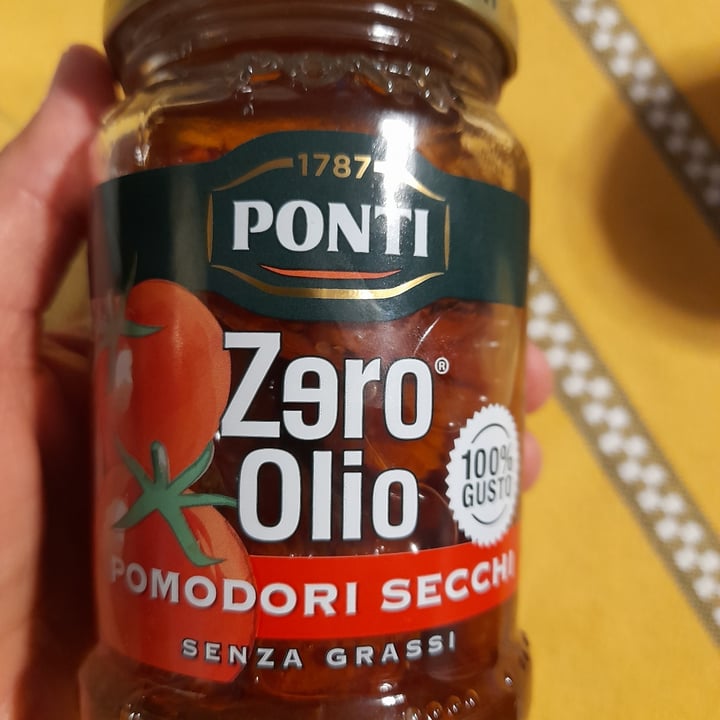 1787
PONTI
Zero®
Olio
100%
GUSTO
POMODORI SECCHI
SENZA GRASSI